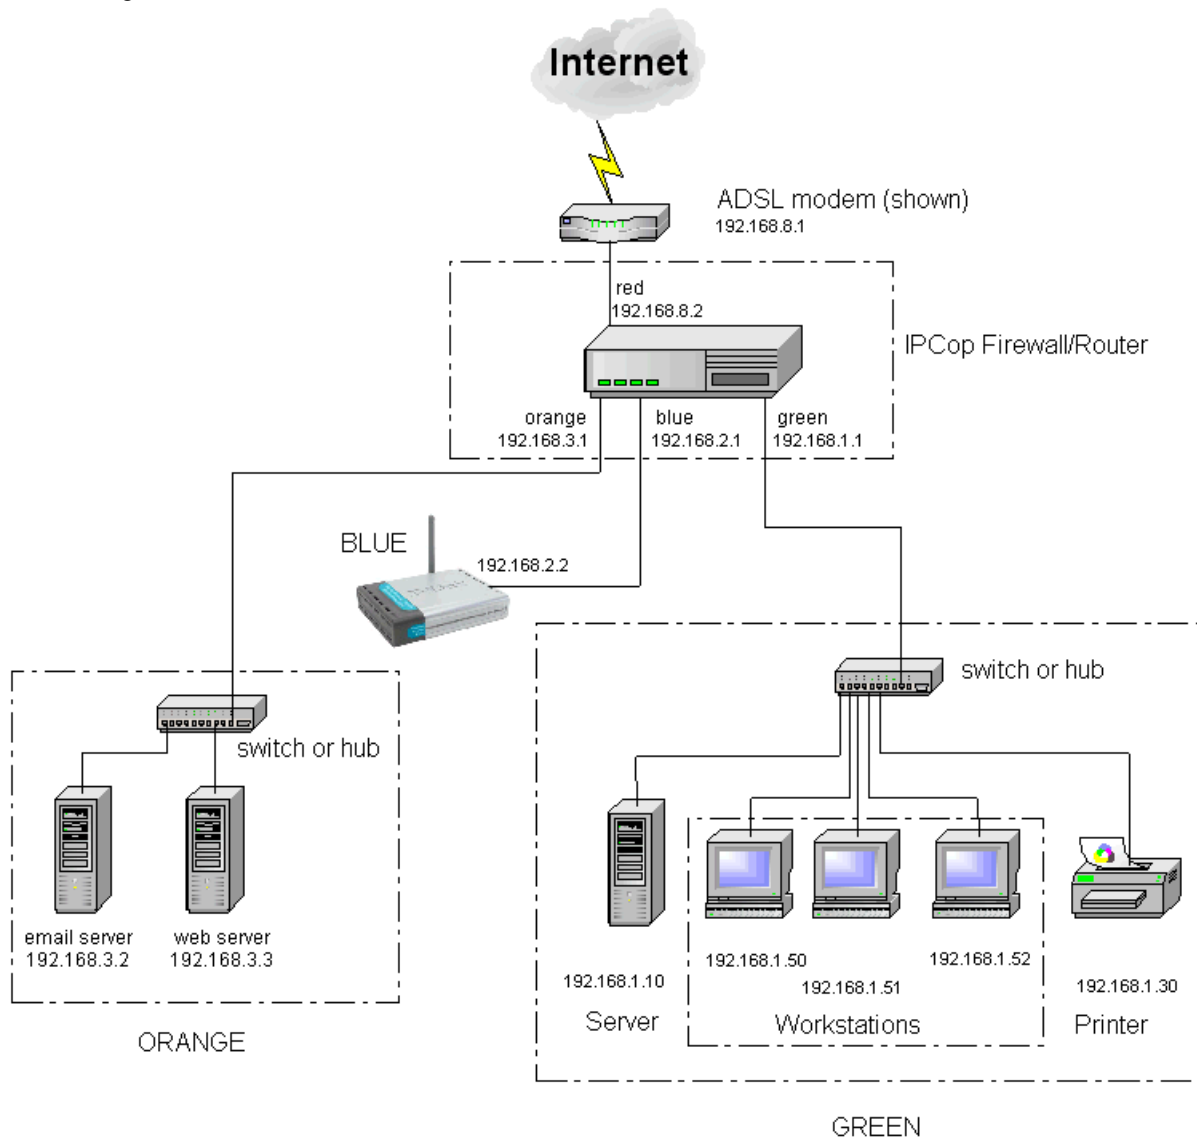 Internet
ADSL modem (shown)
192.168.8.1
red
192.168.8.2
IPCop Firewall/Router
orange
192.168.3.1
blue
192.168.2.1
green
192.168.1.1
BLUE
192.168.2.2
switch or hub
switch or hub
email server
192.168.3.2
web server
192.168.3.3
ORANGE
192.168.1.10
Server
192.168.1.50
192.168.1.51
192.168.1.52
Workstations
192.168.1.30
Printer
GREEN